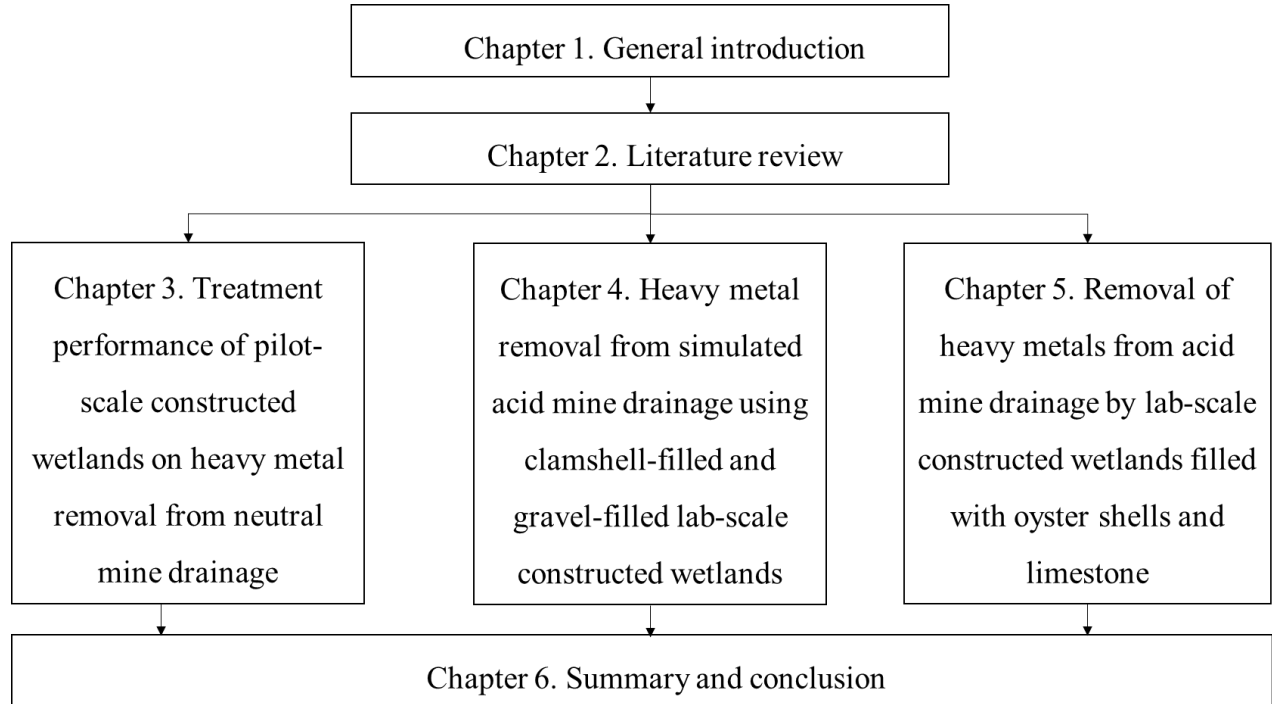 Chapter 1. General introduction
Chapter 2. Literature review
Chapter 3. Treatment
performance of pilot-
scale constructed
wetlands on heavy metal
removal from neutral
mine drainage
Chapter 4. Heavy metal
removal from simulated
acid mine drainage using
clamshell-filled and
gravel-filled lab-scale
constructed wetlands
Chapter 5. Removal of
heavy metals from acid
mine drainage by lab-scale
constructed wetlands filled
with oyster shells and
limestone
Chapter 6. Summary and conclusion